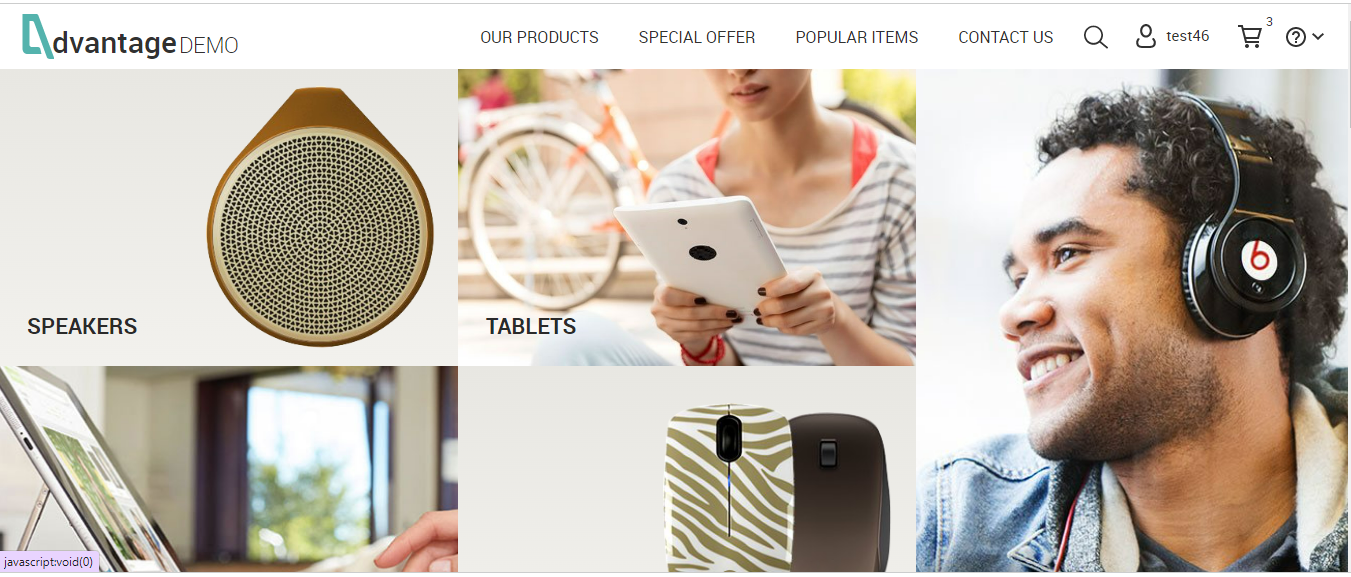 dvantage DEMO
OUR PRODUCTS SPECIAL OFFER POPULAR ITEMS CONTACT US test46 3
SPEAKERS
TABLETS
b
javascript:void(0)